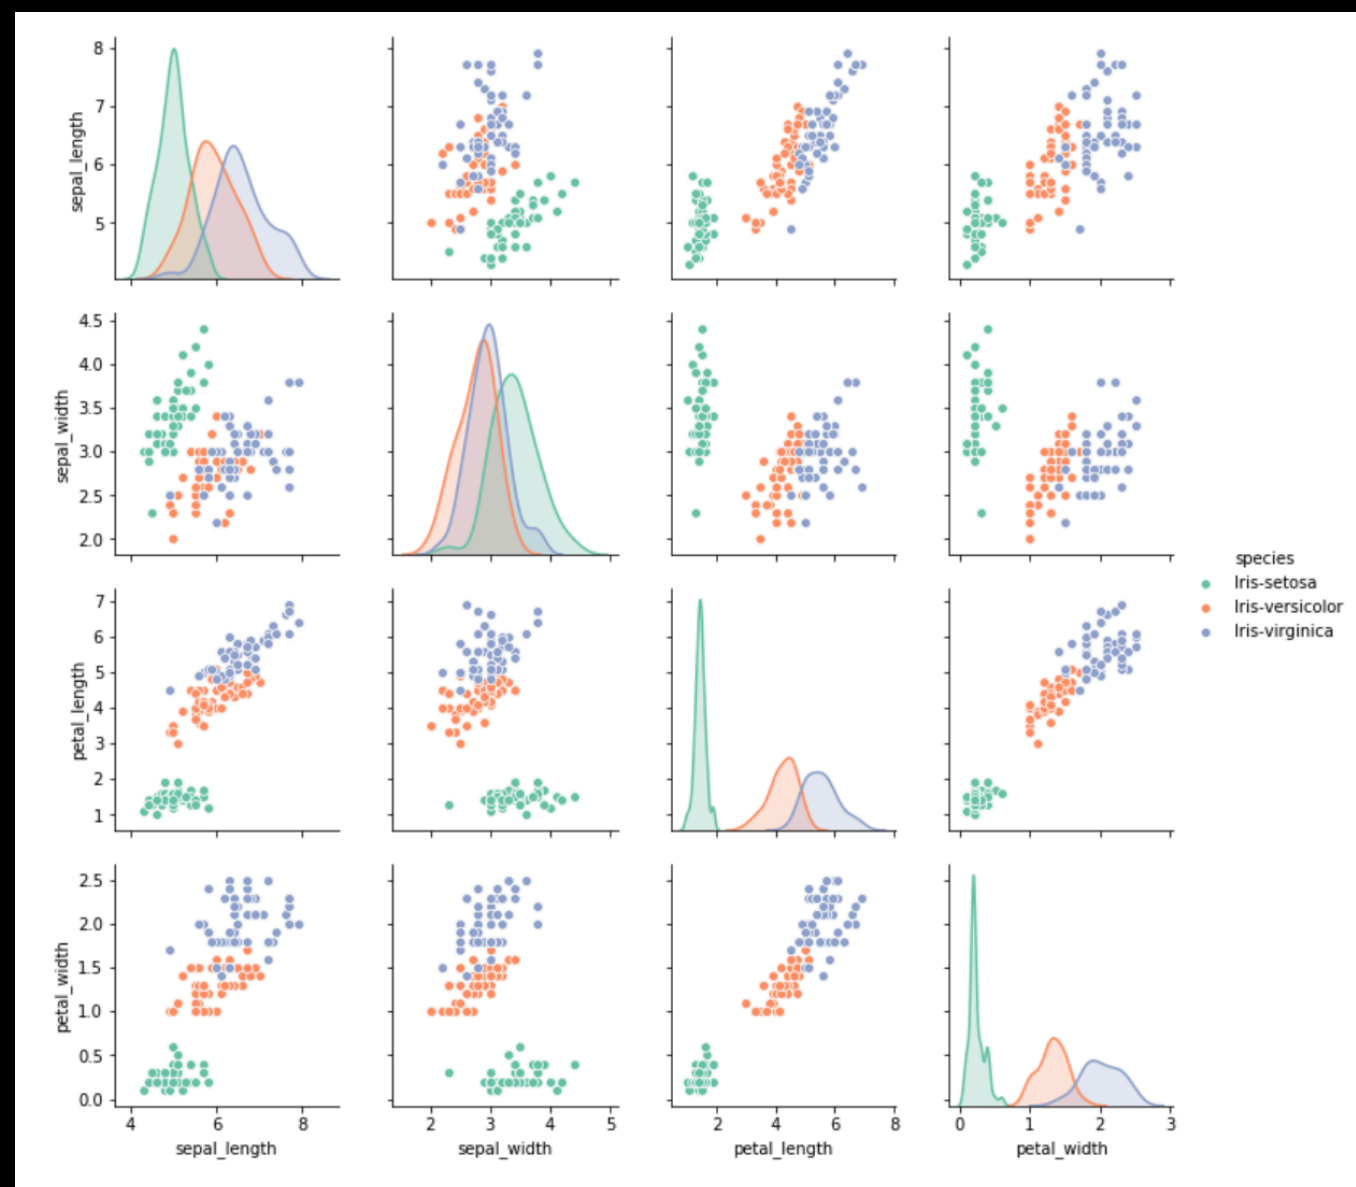 8
7
6
5
sepal_length
4.5
4.0
3.5
3.0
2.5
2.0
sepal_width
7
6
5
4
3
2
1
petal_length
2.5
2.0
1.5
1.0
0.5
0.0
petal_width
4 6 8
sepal_length
2 3 4 5
sepal_width
2 4 6 8
petal_length
0 1 2 3
petal_width
species
Iris-setosa
Iris-versicolor
Iris-virginica